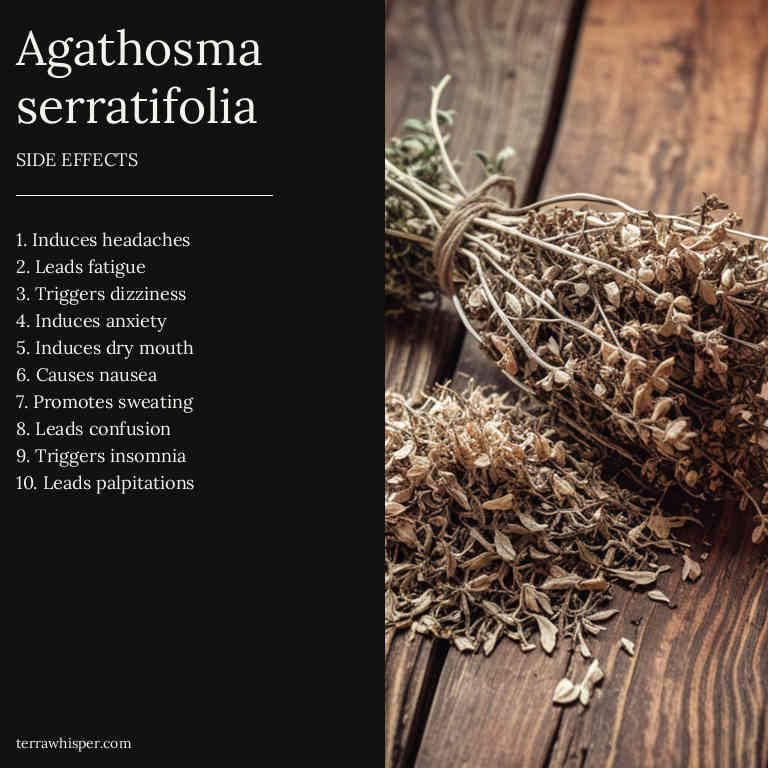 Agathosma
serratifolia
SIDE EFFECTS
1. Induces headaches
2. Leads fatigue
3. Triggers dizziness
4. Induces anxiety
5. Induces dry mouth
6. Causes nausea
7. Promotes sweating
8. Leads confusion
9. Triggers insomnia
10. Leads palpitations
terrawhisper.com